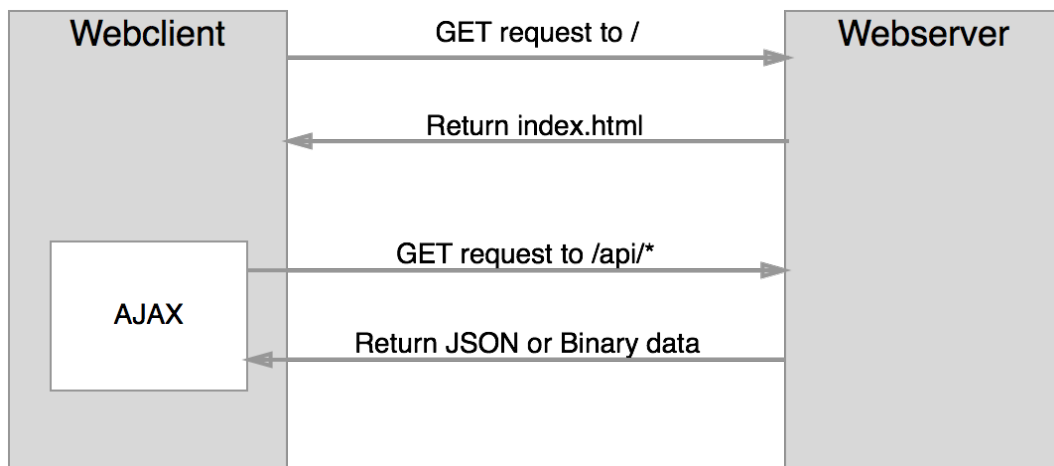 Webclient
GET request to /
Webserver
Return index.html
GET request to /api/*
AJAX
Return JSON or Binary data